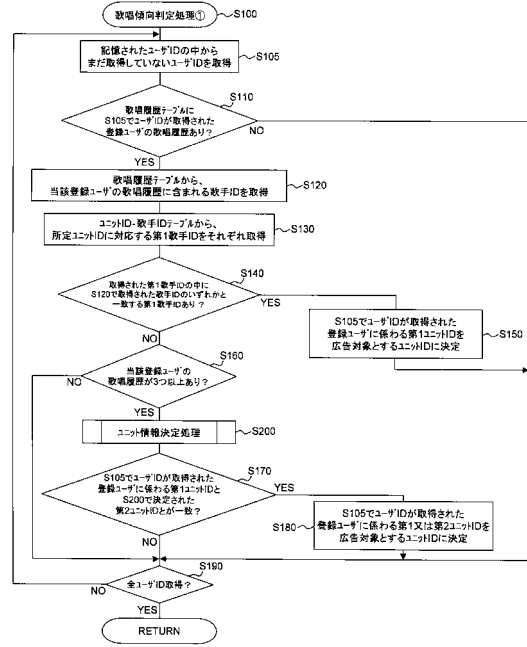 歌唱傾向判定処理①
S100
記憶されたユーザIDの中から
まだ取得していないユーザIDを取得
S105
S110
歌唱履歴テーブルに
S105でユーザIDが取得された
登録ユーザの歌唱履歴あり?
NO
YES
歌唱履歴テーブルから、
当該登録ユーザの歌唱履歴に含まれる歌手IDを取得
S120
ユニットID-歌手IDテーブルから、
所定ユニットIDに対応する第1歌手IDをそれぞれ取得
S130
S140
取得された第1歌手IDの中に
S120で取得された歌手IDのいずれかと
一致する第1歌手IDあり?
YES
NO
S105でユーザIDが取得された
登録ユーザに係わる第1ユニットIDを
広告対象とするユニットIDに決定
S150
S160
当該登録ユーザの
歌唱履歴が3つ以上あり?
NO
YES
ユニット情報決定処理
S200
S170
S105でユーザIDが取得された
登録ユーザに係わる第1ユニットIDと
S200で決定された
第2ユニットIDとが一致?
YES
NO
S105でユーザIDが取得された
登録ユーザに係わる第1又は第2ユニットIDを
広告対象とするユニットIDに決定
S180
S190
全ユーザID取得?
NO
YES
RETURN